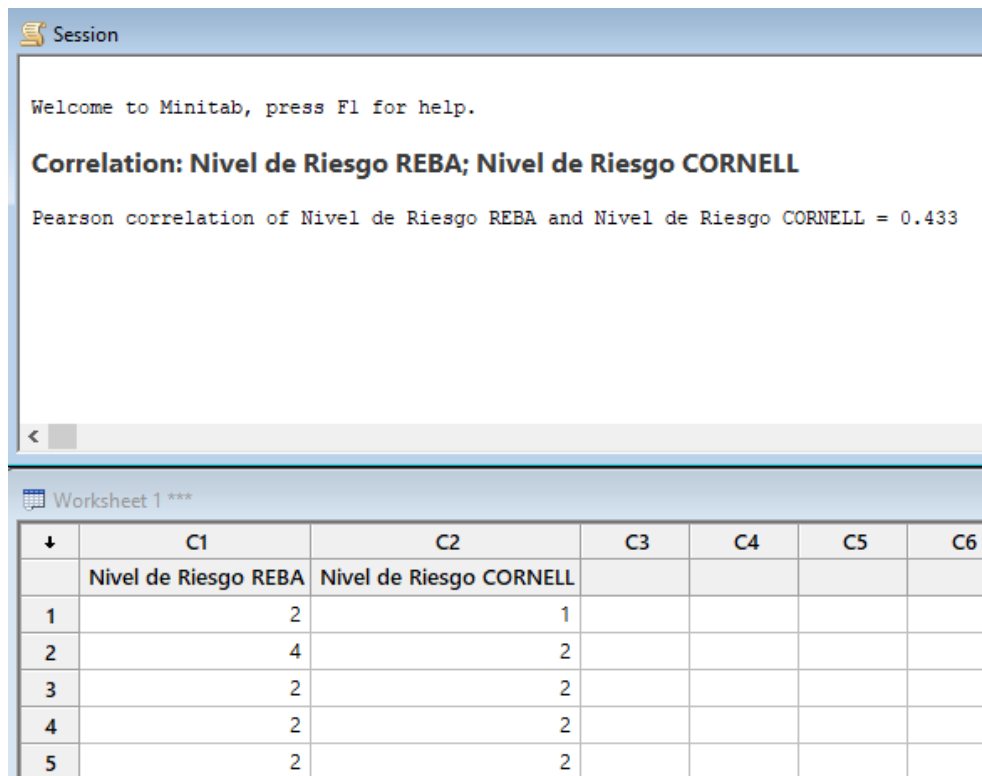 Session
Welcome to Minitab, press F1 for help.
Correlation: Nivel de Riesgo REBA; Nivel de Riesgo CORNELL
Pearson correlation of Nivel de Riesgo REBA and Nivel de Riesgo CORNELL = 0.433
Worksheet 1 ***
C1 C2 C3 C4 C5 C6
Nivel de Riesgo REBA Nivel de Riesgo CORNELL
1 2 1
2 4 2
3 2 2
4 2 2
5 2 2